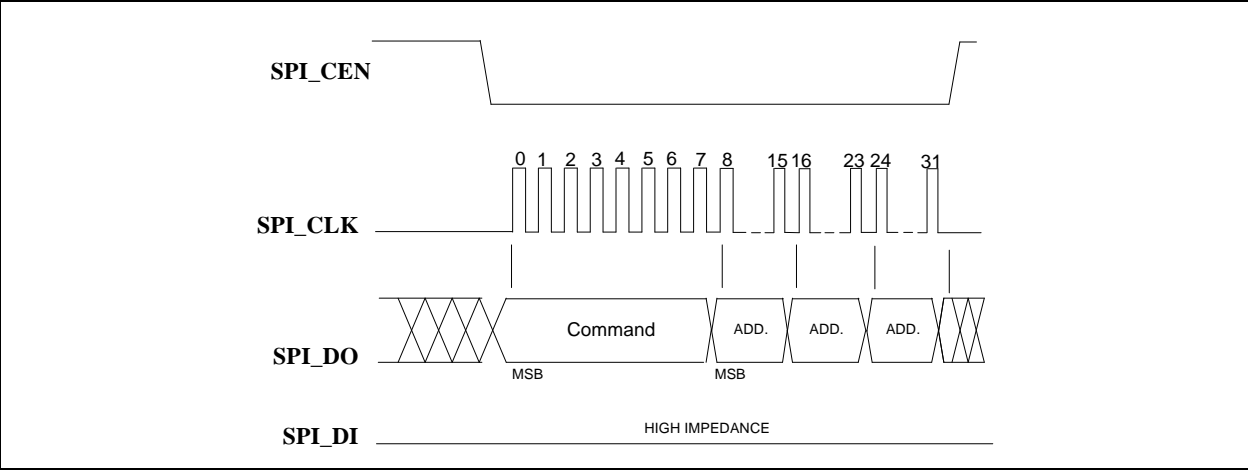 SPI_CEN
0 1 2 3 4 5 6 7 8 15 16 23 24 31
SPI_CLK
Command ADD. ADD. ADD.
SPI_DO
MSB MSB
HIGH IMPEDANCE
SPI_DI